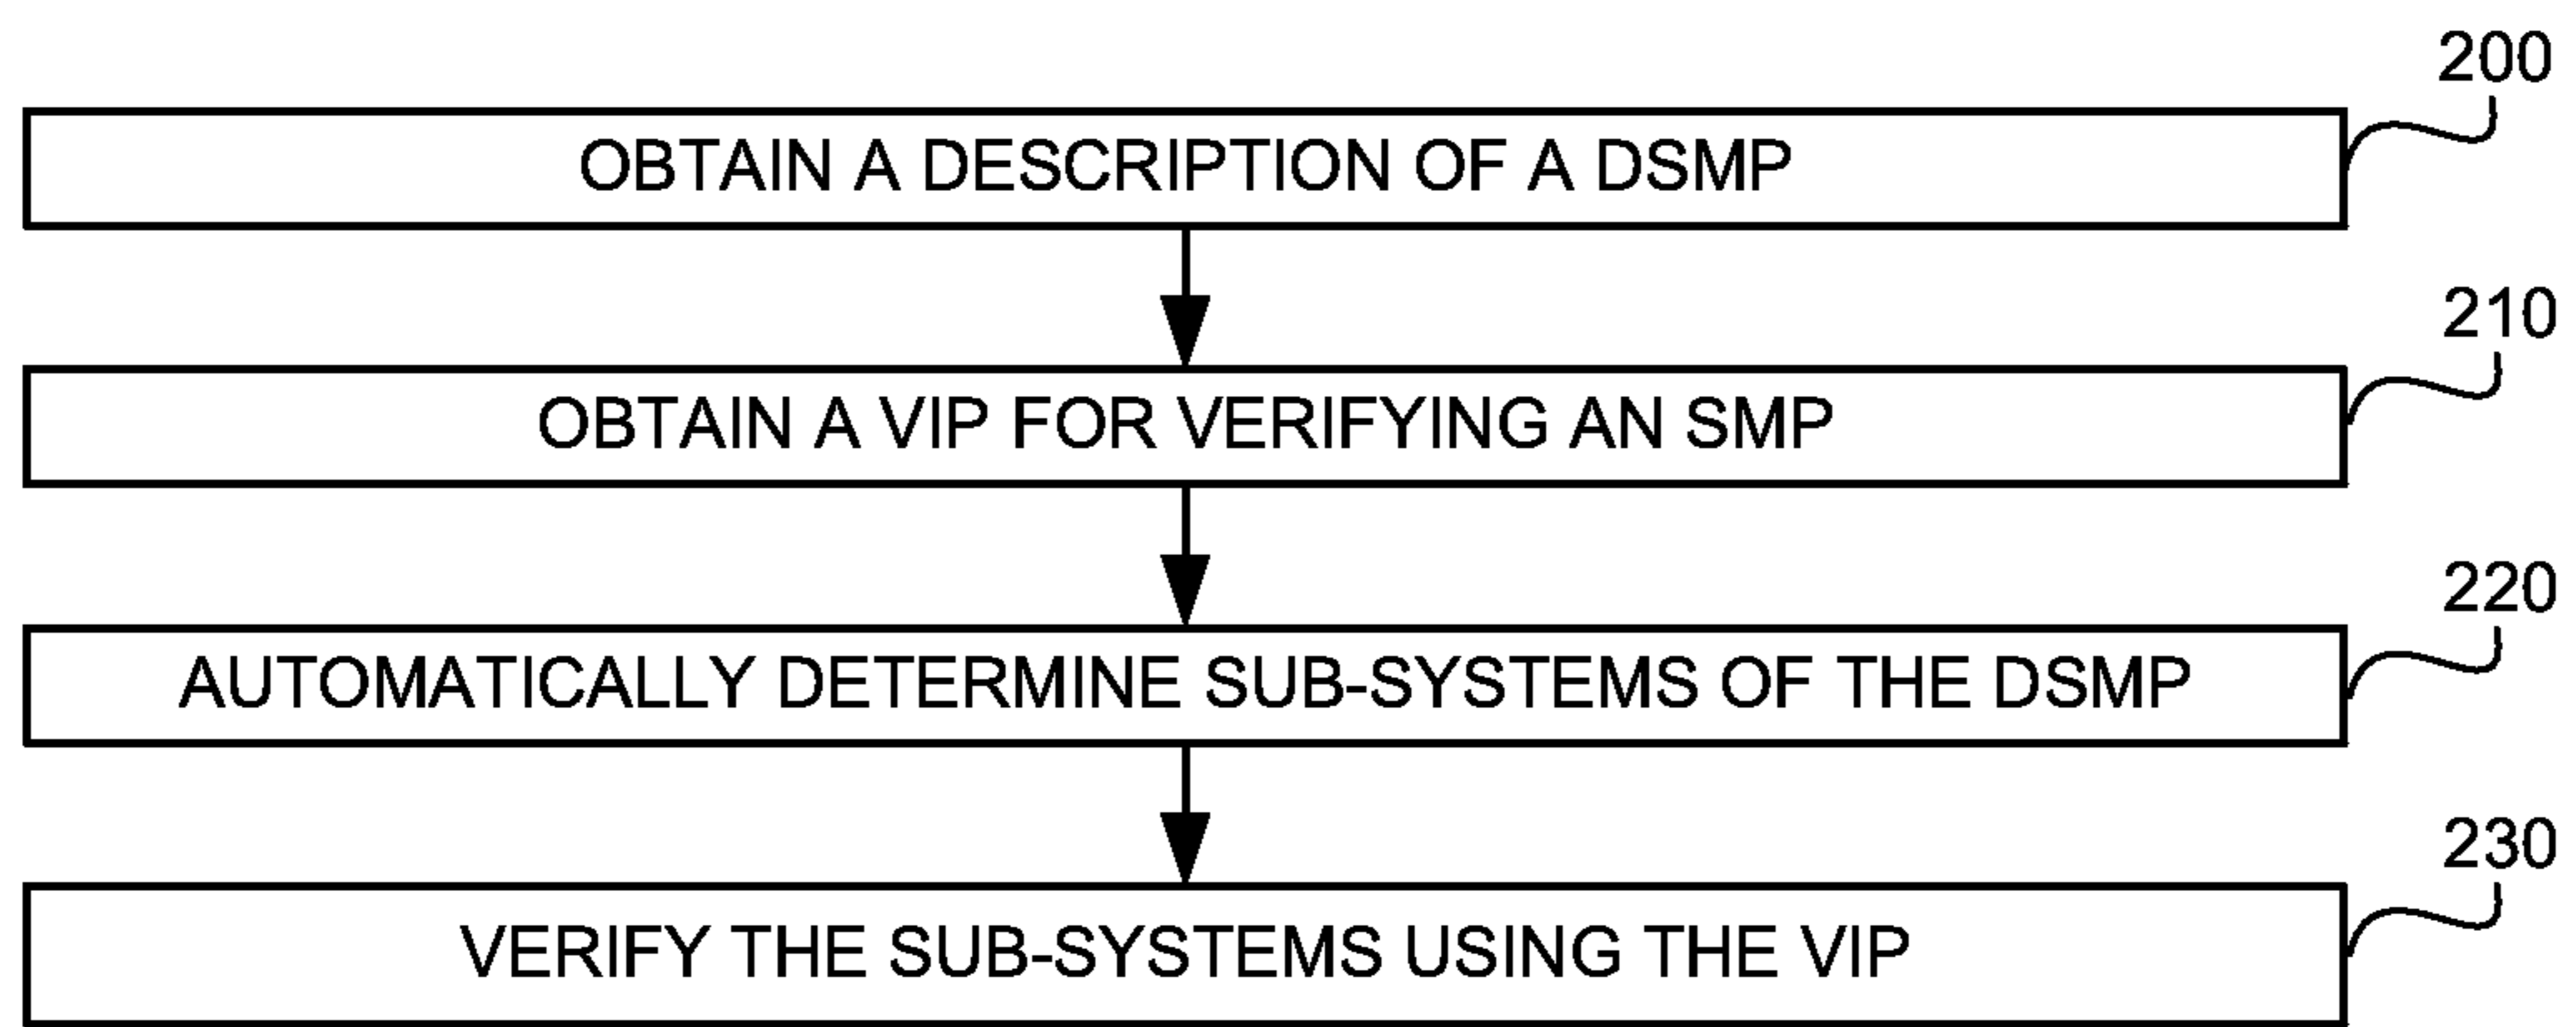 200
OBTAIN A DESCRIPTION OF A DSMP
210
OBTAIN A VIP FOR VERIFYING AN SMP
220
AUTOMATICALLY DETERMINE SUB-SYSTEMS OF THE DSMP
230
VERIFY THE SUB-SYSTEMS USING THE VIP